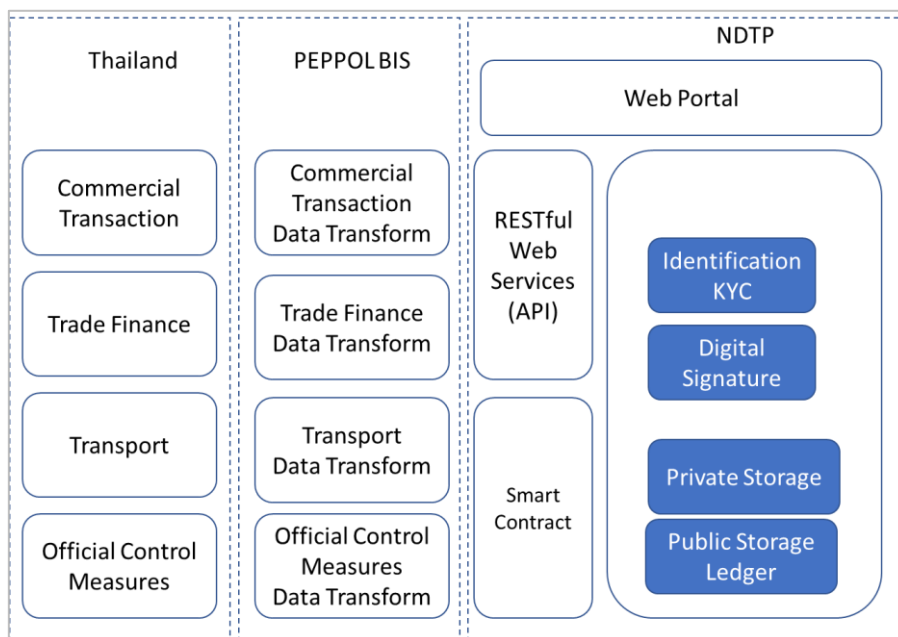 Thailand
Commercial
Transaction
Trade Finance
Transport
Official Control
Measures
PEPPOL BIS
Commercial
Transaction
Data Transform
Trade Finance
Data Transform
Transport
Data Transform
Official Control
Measures
Data Transform
NDTP
Web Portal
RESTful
Web
Services
(API)
Smart
Contract
Identification
KYC
Digital
Signature
Private Storage
Public Storage
Ledger